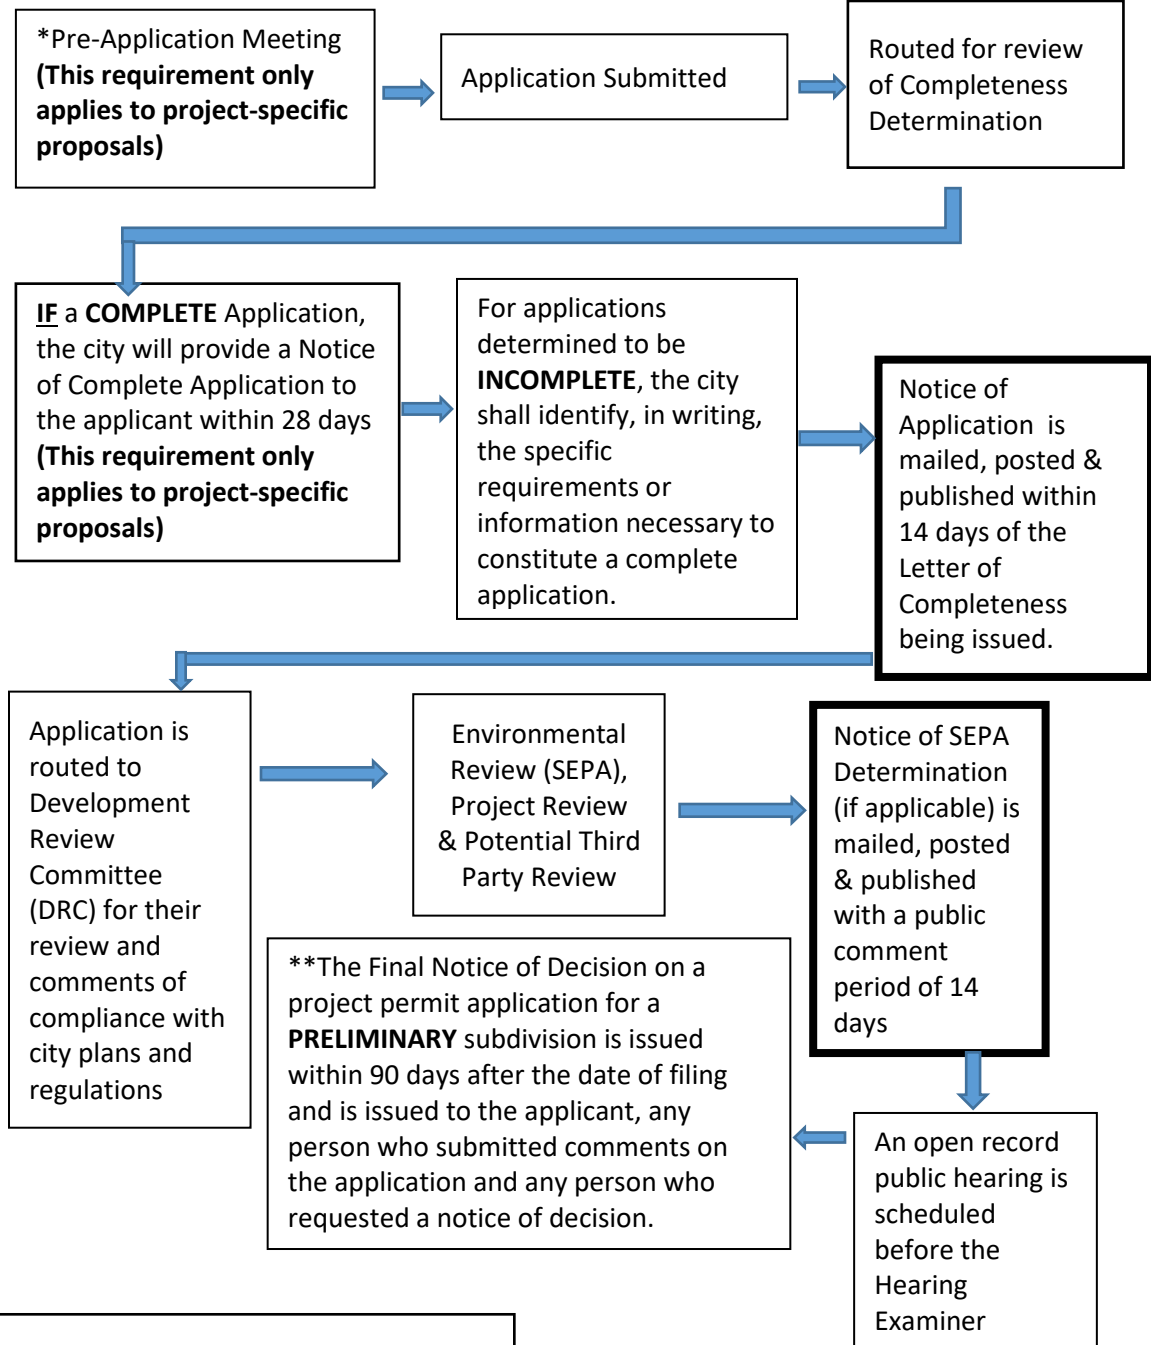 *Pre-Application Meeting
(This requirement only
applies to project-specific
proposals)
Application Submitted
Routed for review
of Completeness
Determination
IF a COMPLETE Application,
the city will provide a Notice
of Complete Application to
the applicant within 28 days
(This requirement only
applies to project-specific
proposals)
For applications
determined to be
INCOMPLETE, the city
shall identify, in writing,
the specific
requirements or
information necessary to
constitute a complete
application.
Notice of
Application is
mailed, posted &
published within
14 days of the
Letter of
Completeness
being issued.
Application is
routed to
Development
Review
Committee
(DRC) for their
review and
comments of
compliance with
city plans and
regulations
Environmental
Review (SEPA),
Project Review
& Potential Third
Party Review
Notice of SEPA
Determination
(if applicable) is
mailed, posted
& published
with a public
comment
period of 14
days
An open record
public hearing is
scheduled
before the
Hearing
Examiner
**The Final Notice of Decision on a
project permit application for a
PRELIMINARY subdivision is issued
within 90 days after the date of filing
and is issued to the applicant, any
person who submitted comments on
the application and any person who
requested a notice of decision.